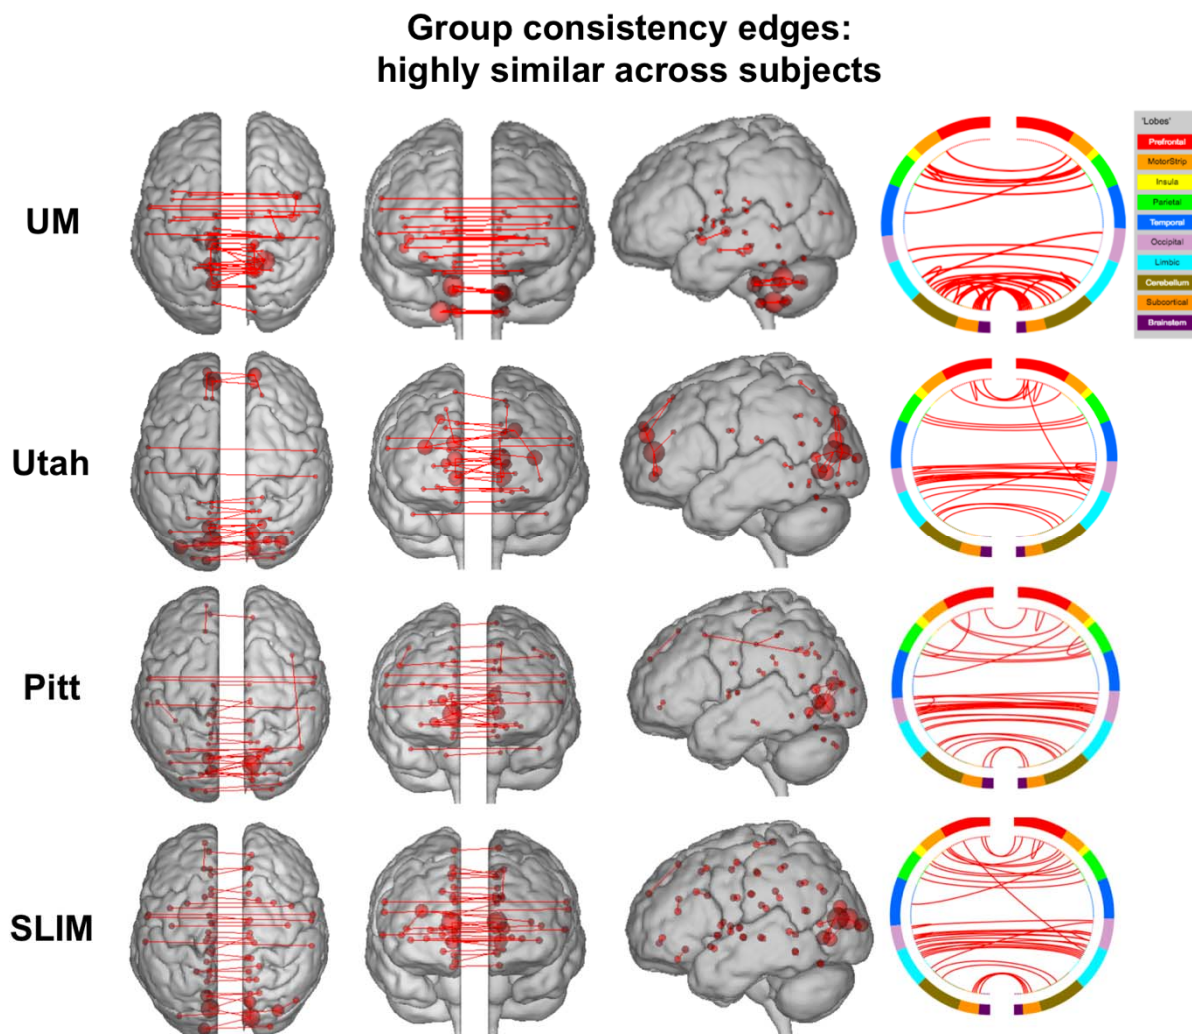 Group consistency edges:
highly similar across subjects
UM
'Lobes'
Prefrontal
MotorStrip
Insula
Parietal
Temporal
Occipital
Limbic
Cerebellum
Subcortical
Brainstem
Utah
Pitt
SLIM